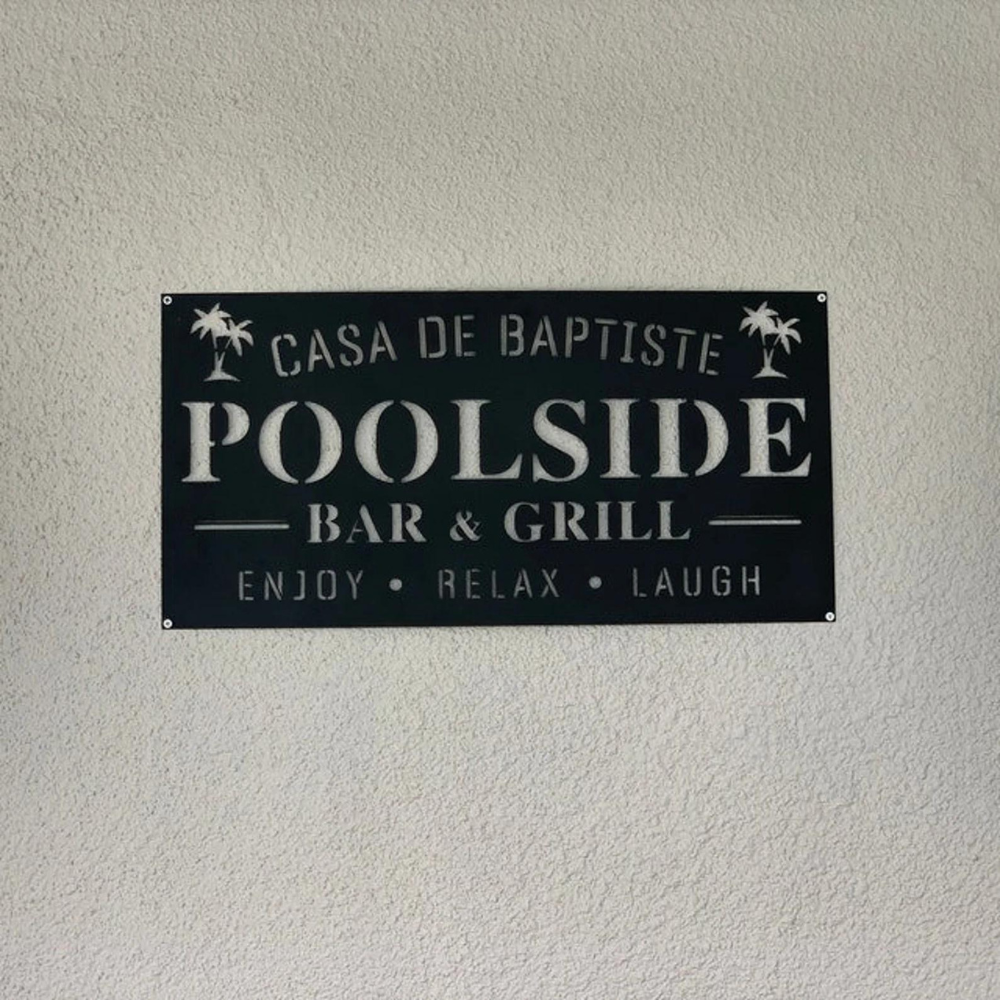 CASA DE BAPTISTE
POOLSIDE
BAR & GRILL
ENJOY • RELAX • LAUGH